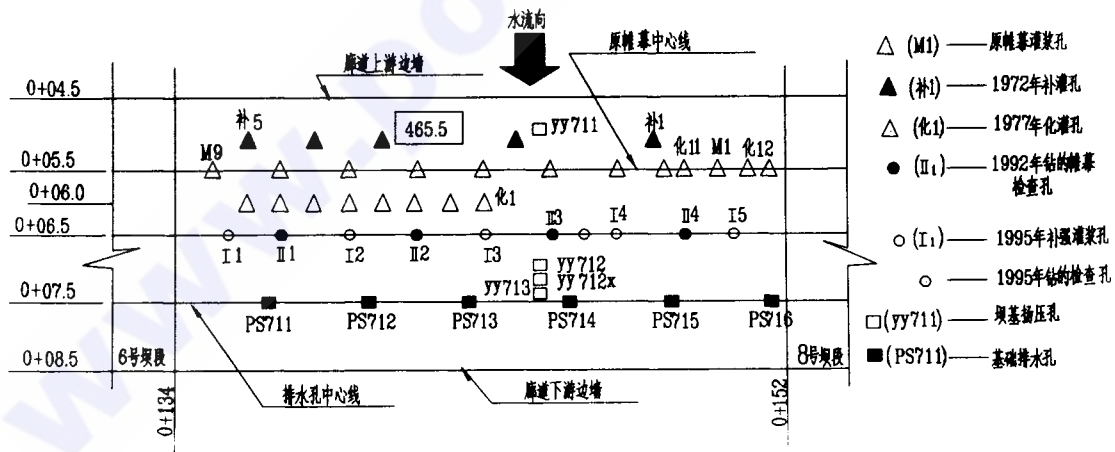 水流向
原帷幕中心线
廊道上游边墙
0+04.5
补5
465.5
yy711
补1
M9
化11 M1 化12
0+05.5
0+06.0
化1
0+06.5
I1 II1 I2 II2 I3 II3 I4 II4 I5
yy712
yy712x
yy713
0+07.5
PS711 PS712 PS713 PS714 PS715 PS716
0+08.5
6号坝段
8号坝段
排水孔中心线
廊道下游边墙
0+134
0+152
(M1) 原帷幕灌浆孔
(补1) 1972年补灌孔
(化1) 1977年化灌孔
(II1) 1992年钻的帷幕
检查孔
(I1) 1995年补强灌浆孔
1995年钻的检查孔
(yy711) 坝基扬压孔
(PS711) 基础排水孔